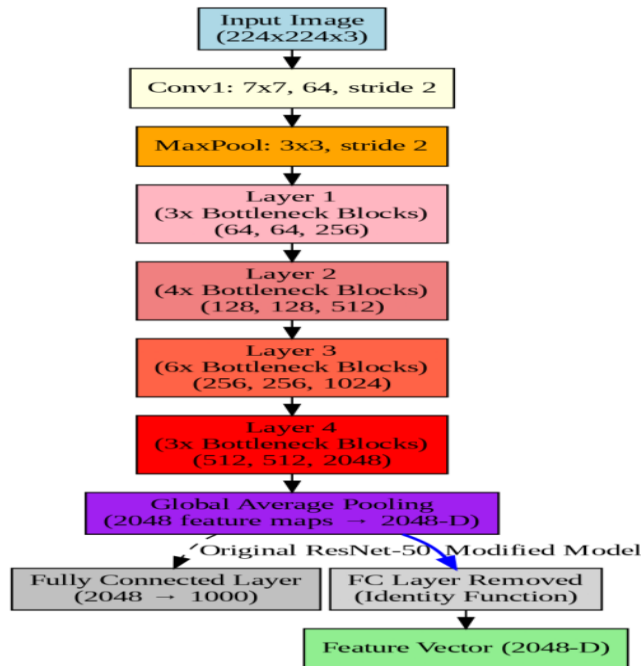 Input Image
(224x224x3)
Conv1: 7x7, 64, stride 2
MaxPool: 3x3, stride 2
Layer 1
(3x Bottleneck Blocks)
(64, 64, 256)
Layer 2
(4x Bottleneck Blocks)
(128, 128, 512)
Layer 3
(6x Bottleneck Blocks)
(256, 256, 1024)
Layer 4
(3x Bottleneck Blocks)
(512, 512, 2048)
Global Average Pooling
(2048 feature maps → 2048-D)
Original ResNet-50 Modified Model
Fully Connected Layer
(2048 → 1000)
FC Layer Removed
(Identity Function)
Feature Vector (2048-D)